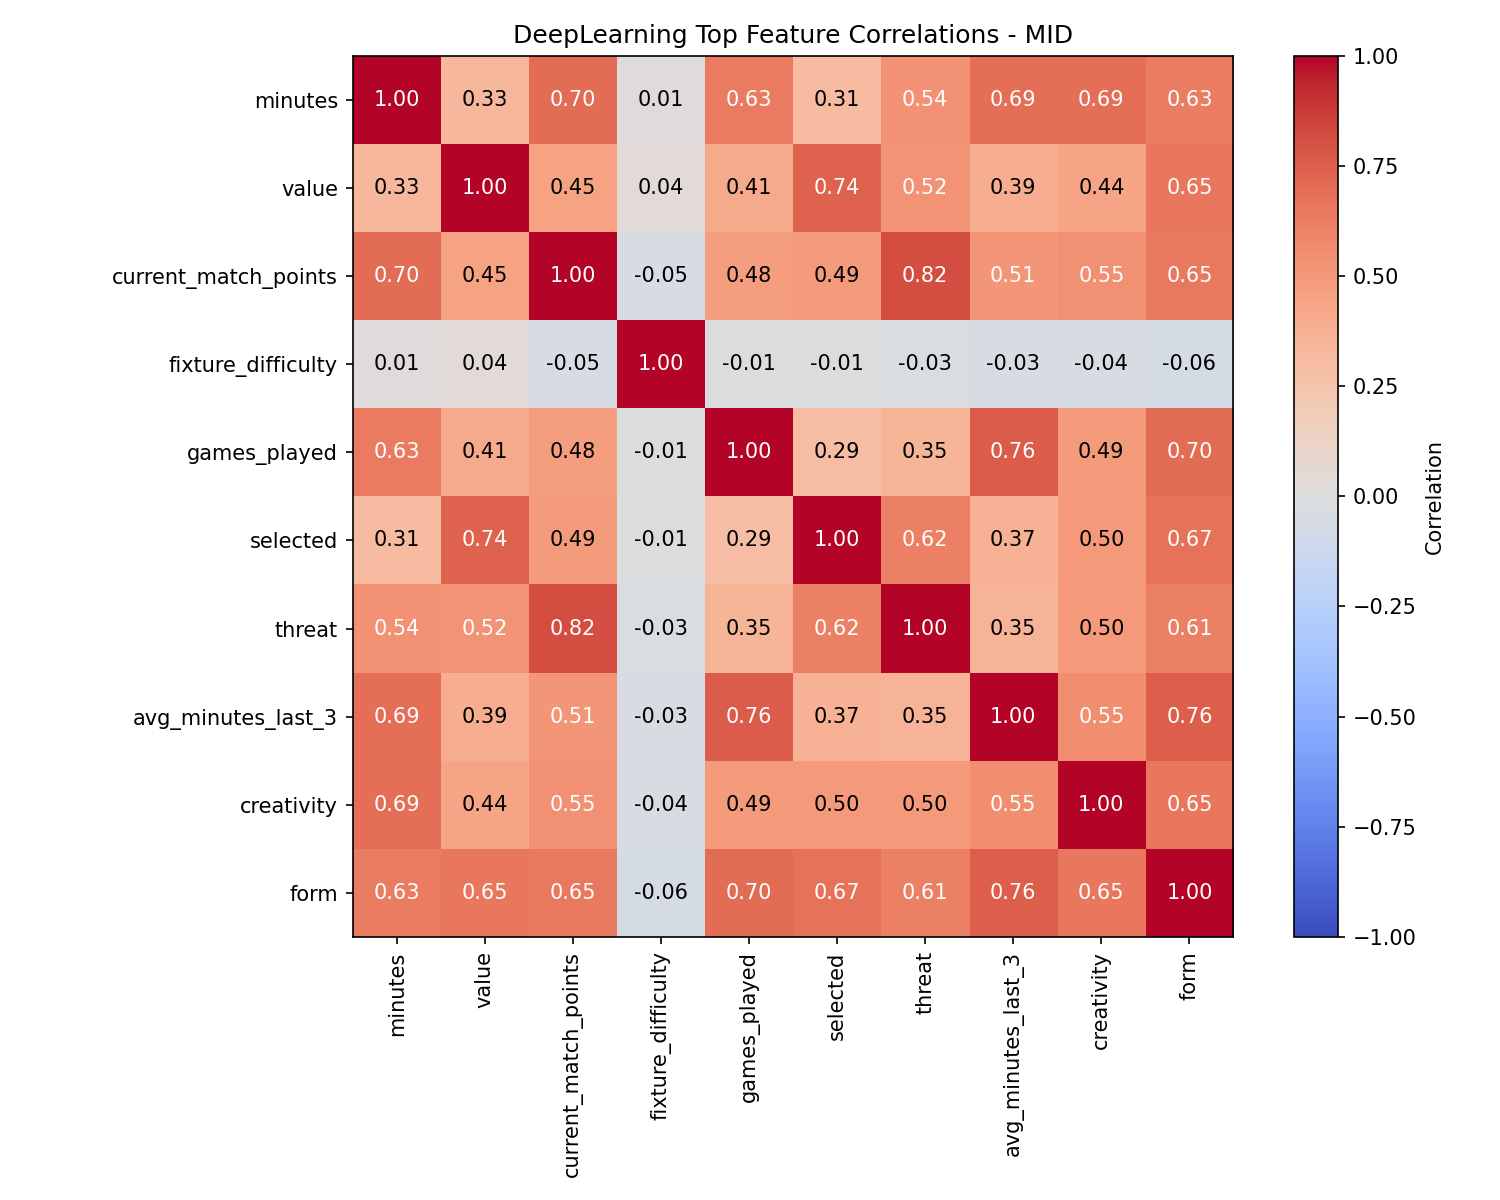 DeepLearning Top Feature Correlations - MID
minutes 1.00 0.33 0.70 0.01 0.63 0.31 0.54 0.69 0.69 0.63
value 0.33 1.00 0.45 0.04 0.41 0.74 0.52 0.39 0.44 0.65
current_match_points 0.70 0.45 1.00 -0.05 0.48 0.49 0.82 0.51 0.55 0.65
fixture_difficulty 0.01 0.04 -0.05 1.00 -0.01 -0.01 -0.03 -0.03 -0.04 -0.06
games_played 0.63 0.41 0.48 -0.01 1.00 0.29 0.35 0.76 0.49 0.70
selected 0.31 0.74 0.49 -0.01 0.29 1.00 0.62 0.37 0.50 0.67
threat 0.54 0.52 0.82 -0.03 0.35 0.62 1.00 0.35 0.50 0.61
avg_minutes_last_3 0.69 0.39 0.51 -0.03 0.76 0.37 0.35 1.00 0.55 0.76
creativity 0.69 0.44 0.55 -0.04 0.49 0.50 0.50 0.55 1.00 0.65
form 0.63 0.65 0.65 -0.06 0.70 0.67 0.61 0.76 0.65 1.00
minutes
value
current_match_points
fixture_difficulty
games_played
selected
threat
avg_minutes_last_3
creativity
form
1.00
0.75
0.50
0.25
0.00
−0.25
−0.50
−0.75
−1.00
Correlation